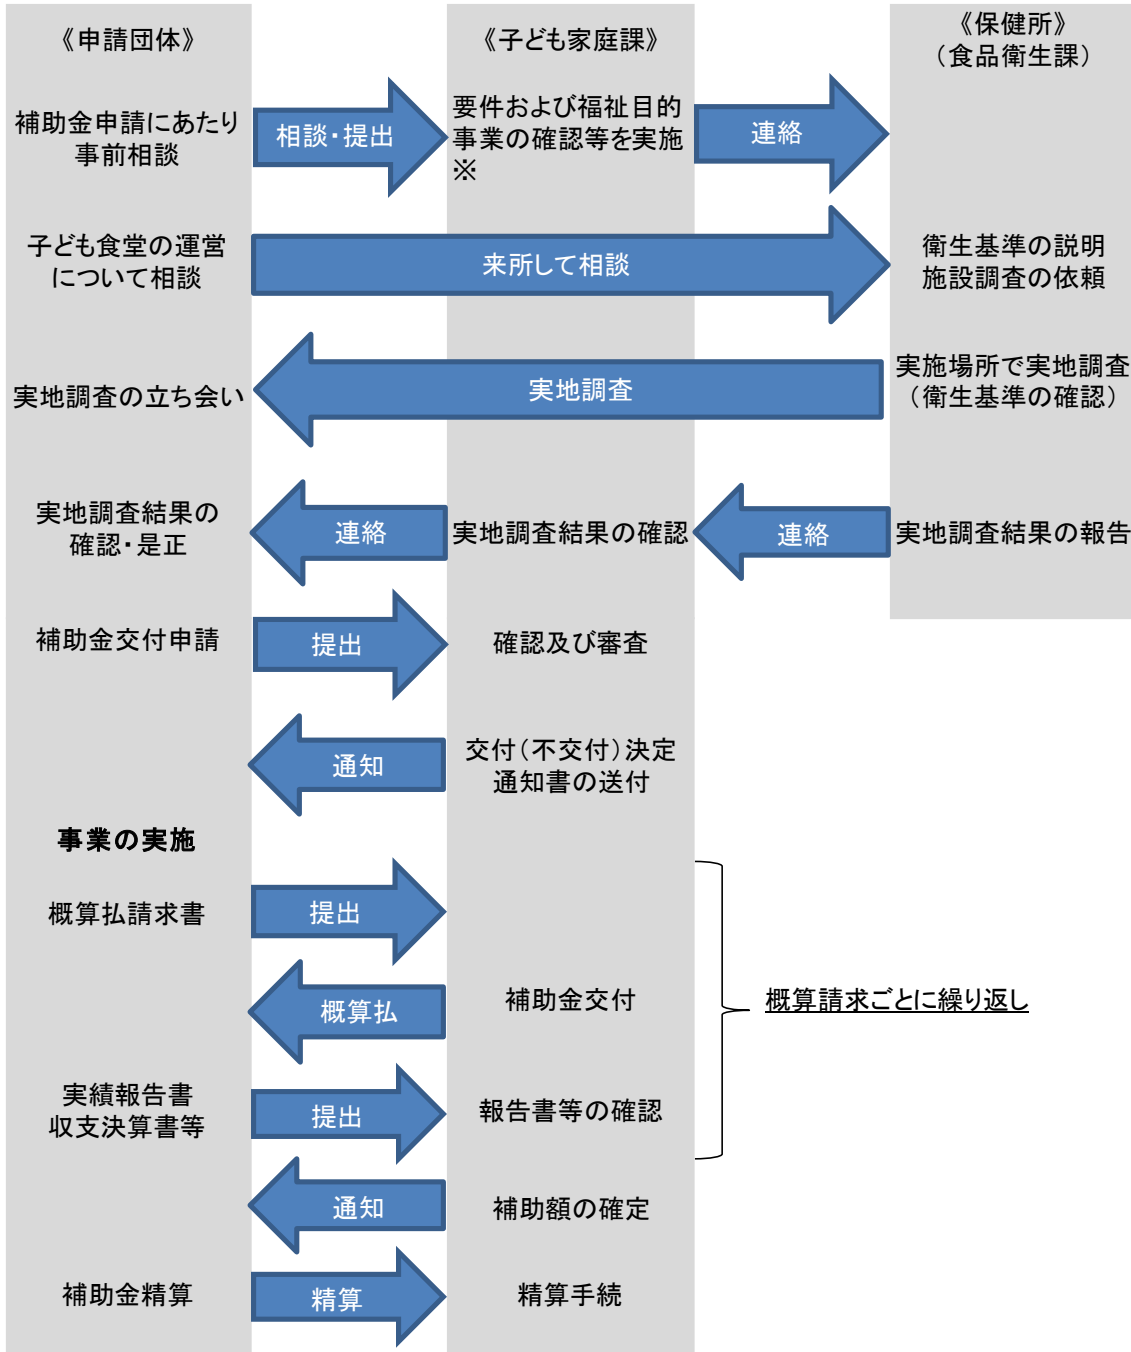 《申請団体》
《子ども家庭課》
《保健所》
（食品衛生課）
補助金申請にあたり
事前相談
相談・提出
要件および福祉目的
事業の確認等を実施
※
連絡
子ども食堂の運営
について相談
来所して相談
衛生基準の説明
施設調査の依頼
実地調査の立ち会い
実地調査
実施場所で実地調査
（衛生基準の確認）
実地調査結果の
確認・是正
連絡
実地調査結果の確認
連絡
実地調査結果の報告
補助金交付申請
提出
確認及び審査
通知
交付（不交付）決定
通知書の送付
事業の実施
概算払請求書
提出
概算払
補助金交付
概算請求ごとに繰り返し
実績報告書
収支決算書等
提出
報告書等の確認
通知
補助額の確定
補助金精算
精算
精算手続